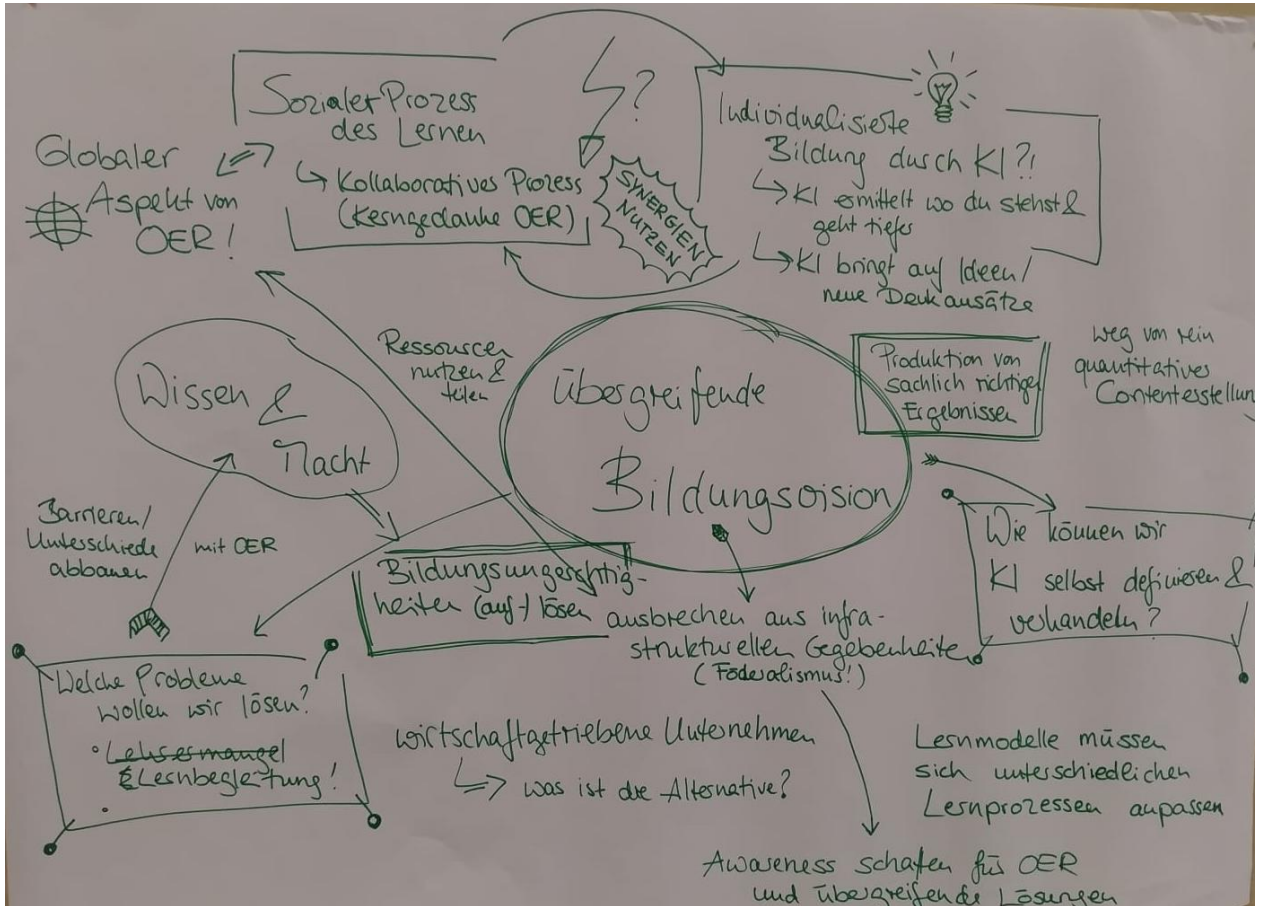 Sozialer Prozess
des Lernen
↳ Kollaboratives Prozess
(Kerngedanke OER)
Globaler
Aspekt von
OER!
?
SYNERGIEN
NUTZEN
Individualisierte
Bildung durch KI?!
↳ KI ermittelt wo du stehst &
geht tiefer
↳ KI bringt auf Ideen/
neue Denkansätze
Ressourcen
nutzen &
teilen
Wissen &
Macht
Übergreifende
Bildungsvision
Produktion von
sachlich richtigen
Ergebnissen
weg von rein
quantitativer
Contenterstellun
Barrieren/
Unterschiede
abbauen
mit OER
Bildungsungerechtig-
keiten (auf-) lösen
ausbrechen aus infra-
strukturellen Gegebenheiten
(Föderalismus!)
Wie können wir
KI selbst definieren &
verhandeln?
Welche Probleme
wollen wir lösen?
• Lehrermangel
Lernbegleitung!
•
wirtschaftgetriebene Unternehmen
↳ was ist die Alternative?
Lernmodelle müssen
sich unterschiedlichen
Lernprozessen anpassen
Awareness schaffen für OER
und übergreifende Lösungen